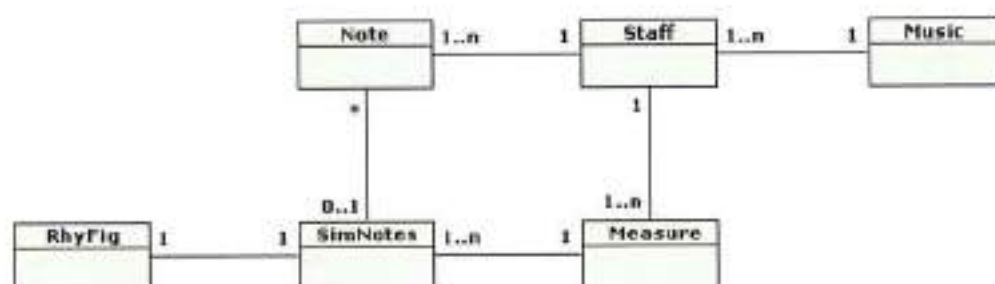 Note 1..n 1 Staff 1..n 1 Music
* 1
0..1 1..n
RhyFig 1 1 SimNotes 1..n 1 Measure